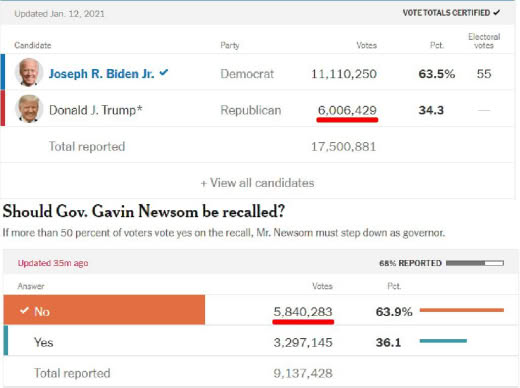 Updated Jan. 12, 2021 VOTE TOTALS CERTIFIED ✓
Candidate Party Votes Pct. Electoral votes
Joseph R. Biden Jr. ✓ Democrat 11,110,250 63.5% 55
Donald J. Trump* Republican 6,006,429 34.3 —
Total reported 17,500,881
+ View all candidates
Should Gov. Gavin Newsom be recalled?
If more than 50 percent of voters vote yes on the recall, Mr. Newsom must step down as governor.
Updated 35m ago 68% REPORTED
Answer Votes Pct.
✓ No 5,840,283 63.9%
Yes 3,297,145 36.1
Total reported 9,137,428